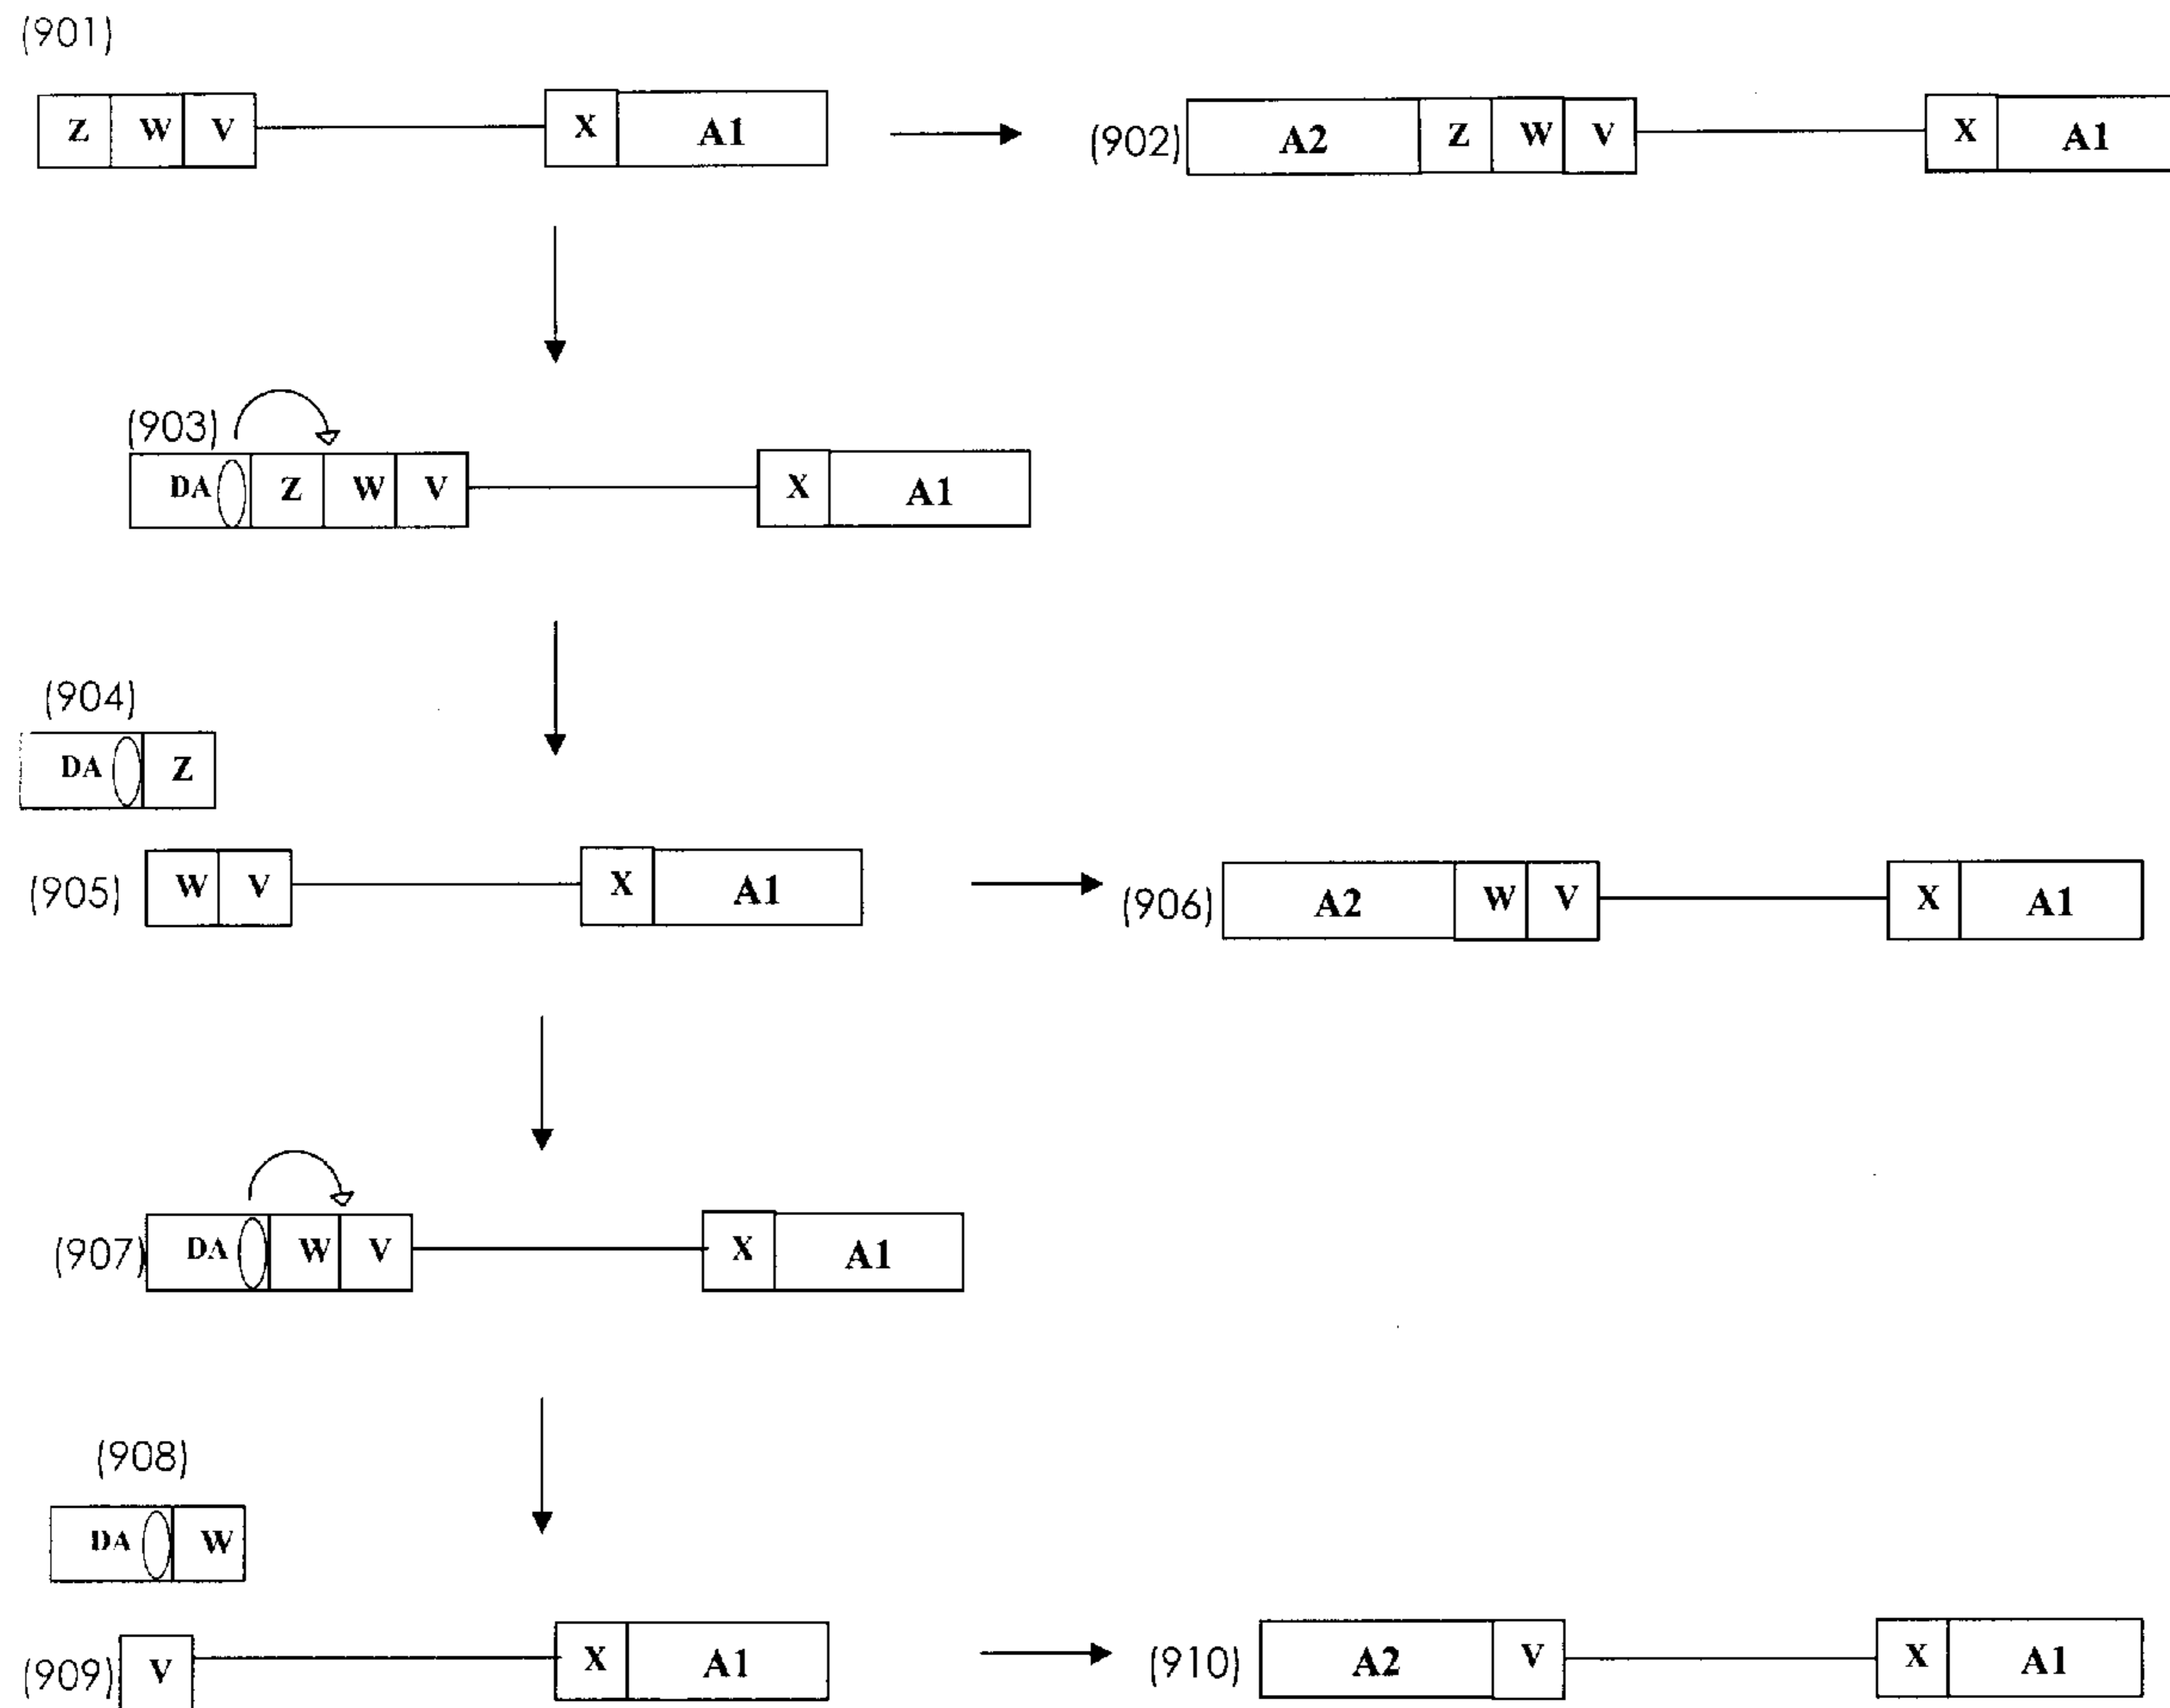 (901)
Z W V X A1
(902) A2 Z W V X A1
(903)
DA Z W V X A1
(904)
DA Z
(905) W V X A1
(906) A2 W V X A1
(907) DA W V X A1
(908)
DA W
(909) V X A1
(910) A2 V X A1